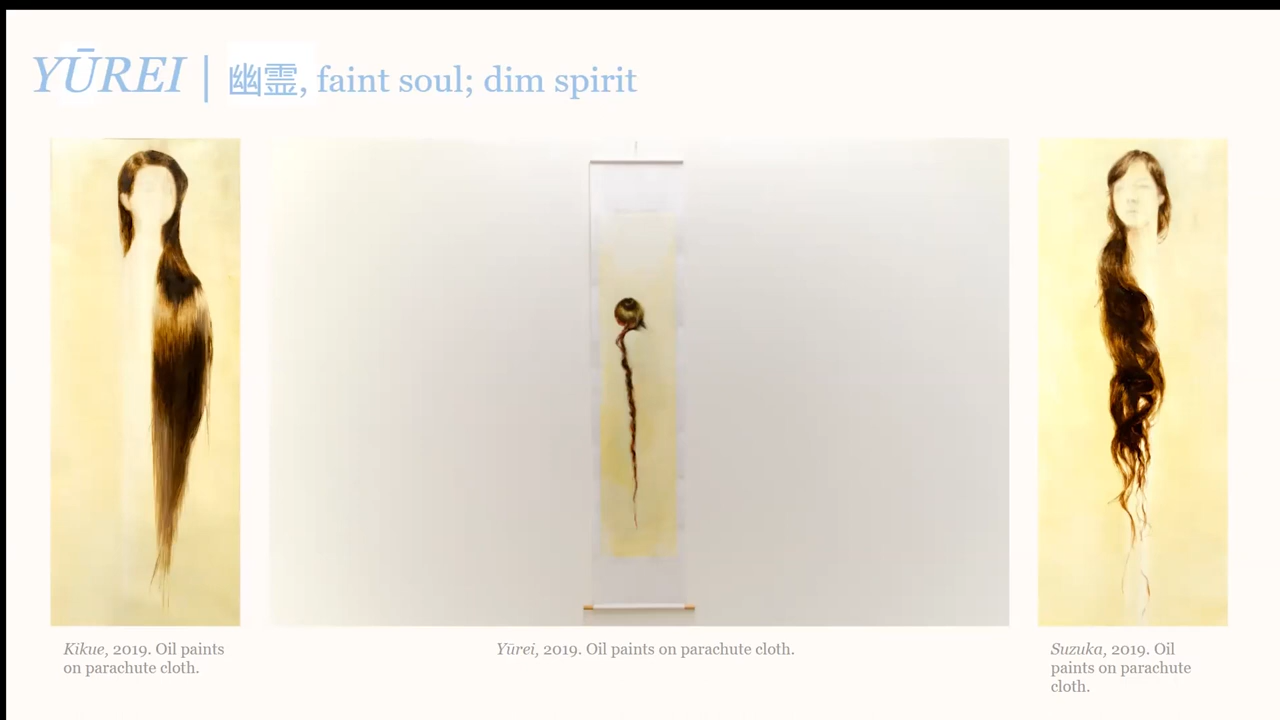 YŪREI | 幽霊, faint soul; dim spirit
Kikue, 2019. Oil paints
on parachute cloth.
Yūrei, 2019. Oil paints on parachute cloth.
Suzuka, 2019. Oil
paints on parachute
cloth.